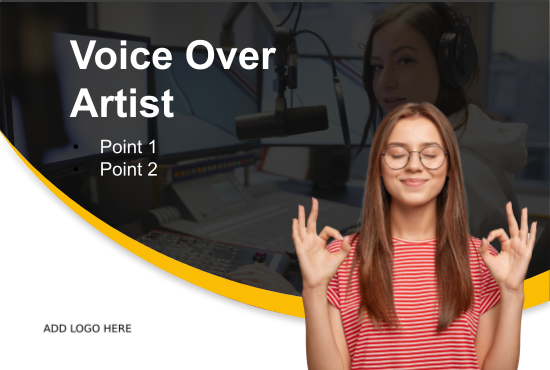 Voice Over
Artist
• Point 1
• Point 2
ADD LOGO HERE